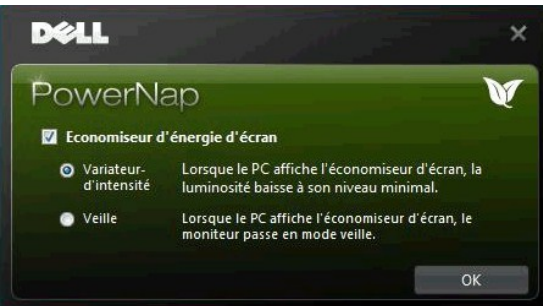 DELL
PowerNap
Economiseur d'énergie d'écran
Variateur-
d'intensité
Lorsque le PC affiche l'économiseur d'écran, la
luminosité baisse à son niveau minimal.
Veille
Lorsque le PC affiche l'économiseur d'écran, le
moniteur passe en mode veille.
OK